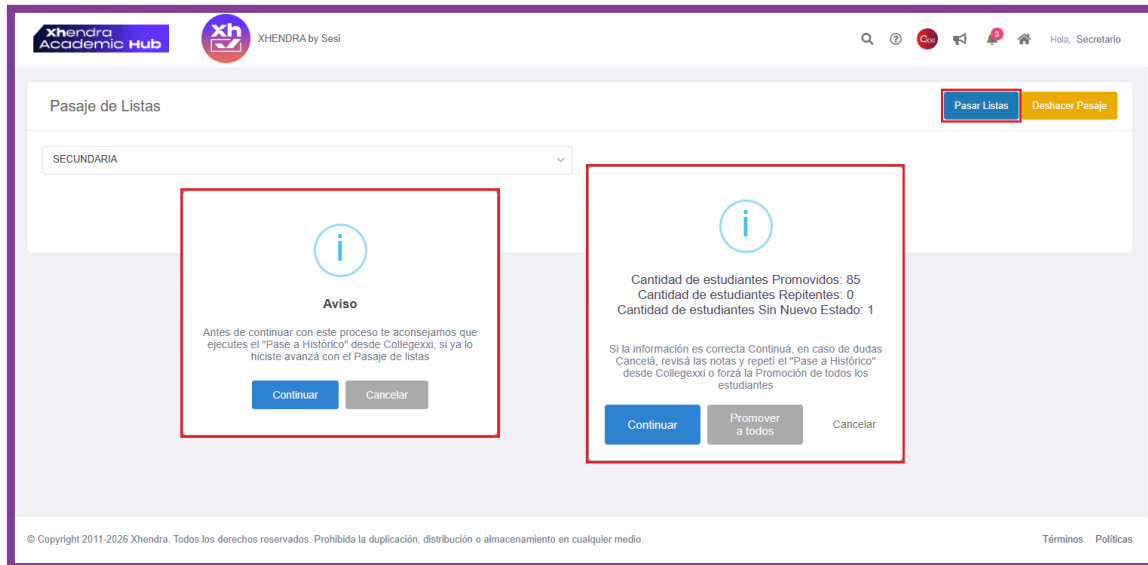 Xhendra
Academic Hub
xh
XHENDRA by Sesi
3
Hola, Secretario
Pasaje de Listas
Pasar Listas
Deshacer Pasaje
SECUNDARIA
i
Aviso
Antes de continuar con este proceso te aconsejamos que
ejecutes el "Pase a Histórico" desde Collegexxi, si ya lo
hiciste avanzá con el Pasaje de listas
Continuar
Cancelar
i
Cantidad de estudiantes Promovidos: 85
Cantidad de estudiantes Repitentes: 0
Cantidad de estudiantes Sin Nuevo Estado: 1
Si la información es correcta Continuá, en caso de dudas
Cancelá, revisá las notas y repetí el "Pase a Histórico"
desde Collegexxi o forzá la Promoción de todos los
estudiantes
Continuar
Promover
a todos
Cancelar
© Copyright 2011-2026 Xhendra. Todos los derechos reservados. Prohibida la duplicación, distribución o almacenamiento en cualquier medio.
Términos
Políticas